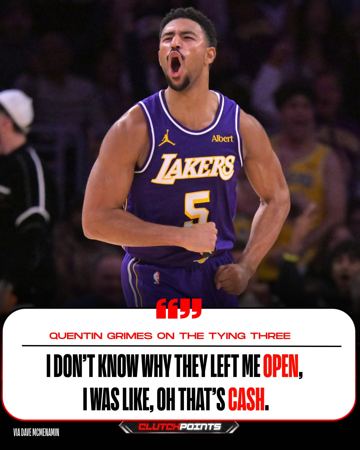 Albert
LAKERS
5
QUENTIN GRIMES ON THE TYING THREE
I DON'T KNOW WHY THEY LEFT ME OPEN,
I WAS LIKE, OH THAT'S CASH.
VIA DAVE MCMENAMIN
CLUTCHPOINTS